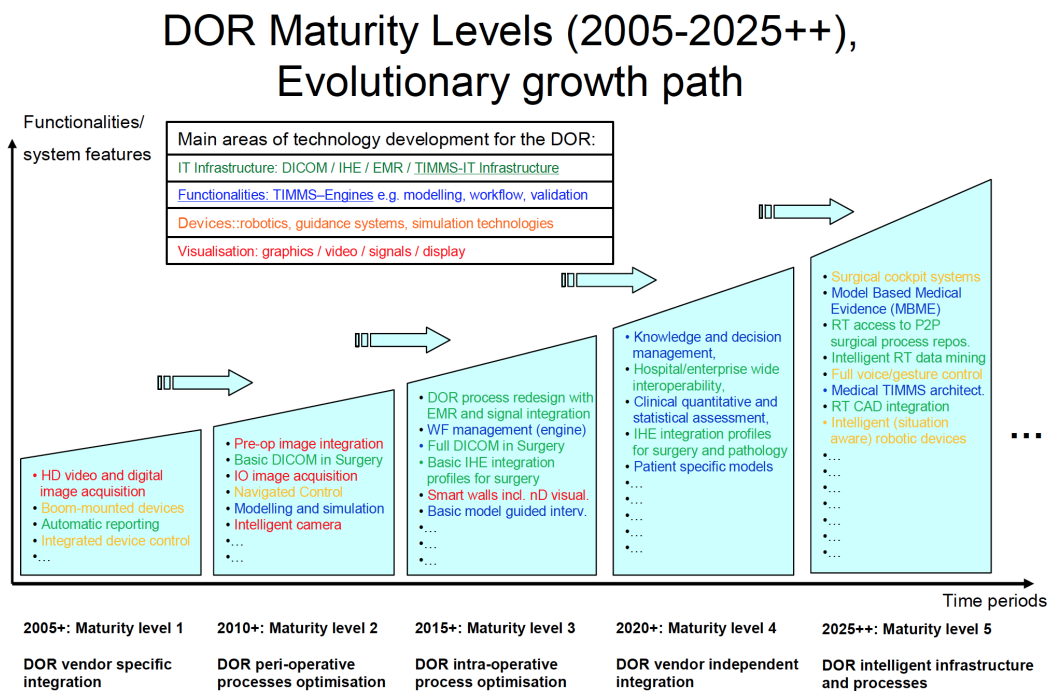 DOR Maturity Levels (2005-2025++),
Evolutionary growth path
Functionalities/
system features
Main areas of technology development for the DOR:
IT Infrastructure: DICOM / IHE / EMR / TIMMS-IT Infrastructure
Functionalities: TIMMS–Engines e.g. modelling, workflow, validation
Devices::robotics, guidance systems, simulation technologies
Visualisation: graphics / video / signals / display
• HD video and digital
image acquisition
• Boom-mounted devices
• Automatic reporting
• Integrated device control
•…
• Pre-op image integration
• Basic DICOM in Surgery
• IO image acquisition
• Navigated Control
• Modelling and simulation
• Intelligent camera
•…
•…
• DOR process redesign with
EMR and signal integration
• WF management (engine)
• Full DICOM in Surgery
• Basic IHE integration
profiles for surgery
• Smart walls incl. nD visual.
• Basic model guided interv.
•…
•…
•…
• Knowledge and decision
management,
• Hospital/enterprise wide
interoperability,
• Clinical quantitative and
statistical assessment,
• IHE integration profiles
for surgery and pathology
• Patient specific models
•…
•…
•…
•…
•…
• Surgical cockpit systems
• Model Based Medical
Evidence (MBME)
• RT access to P2P
surgical process repos.
• Intelligent RT data mining
• Full voice/gesture control
• Medical TIMMS architect.
• RT CAD integration
• Intelligent (situation
aware) robotic devices
•…
•…
•…
•…
•…
•…
•…
…
Time periods
2005+: Maturity level 1
DOR vendor specific
integration
2010+: Maturity level 2
DOR peri-operative
processes optimisation
2015+: Maturity level 3
DOR intra-operative
process optimisation
2020+: Maturity level 4
DOR vendor independent
integration
2025++: Maturity level 5
DOR intelligent infrastructure
and processes